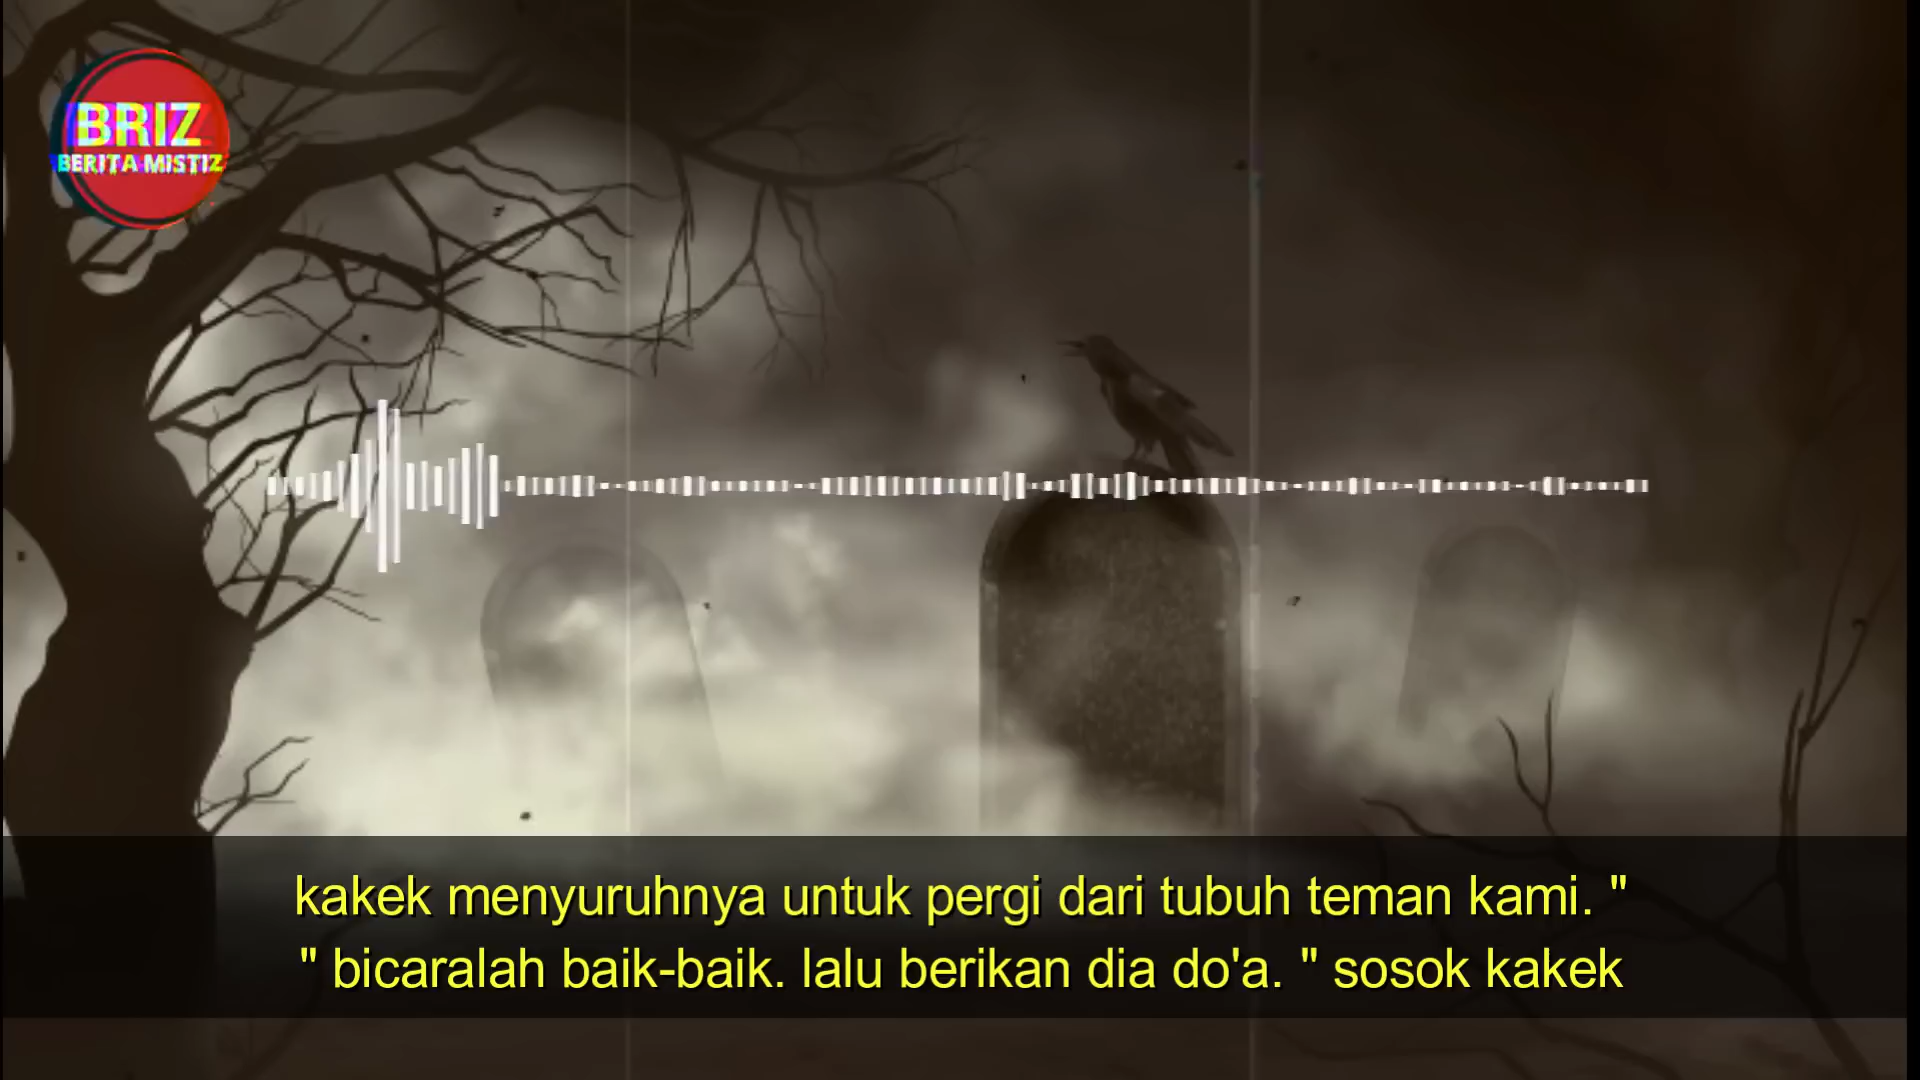 BRIZ
BERITA MISTIZ
kakek menyuruhnya untuk pergi dari tubuh teman kami. "
" bicaralah baik-baik. lalu berikan dia do'a. " sosok kakek